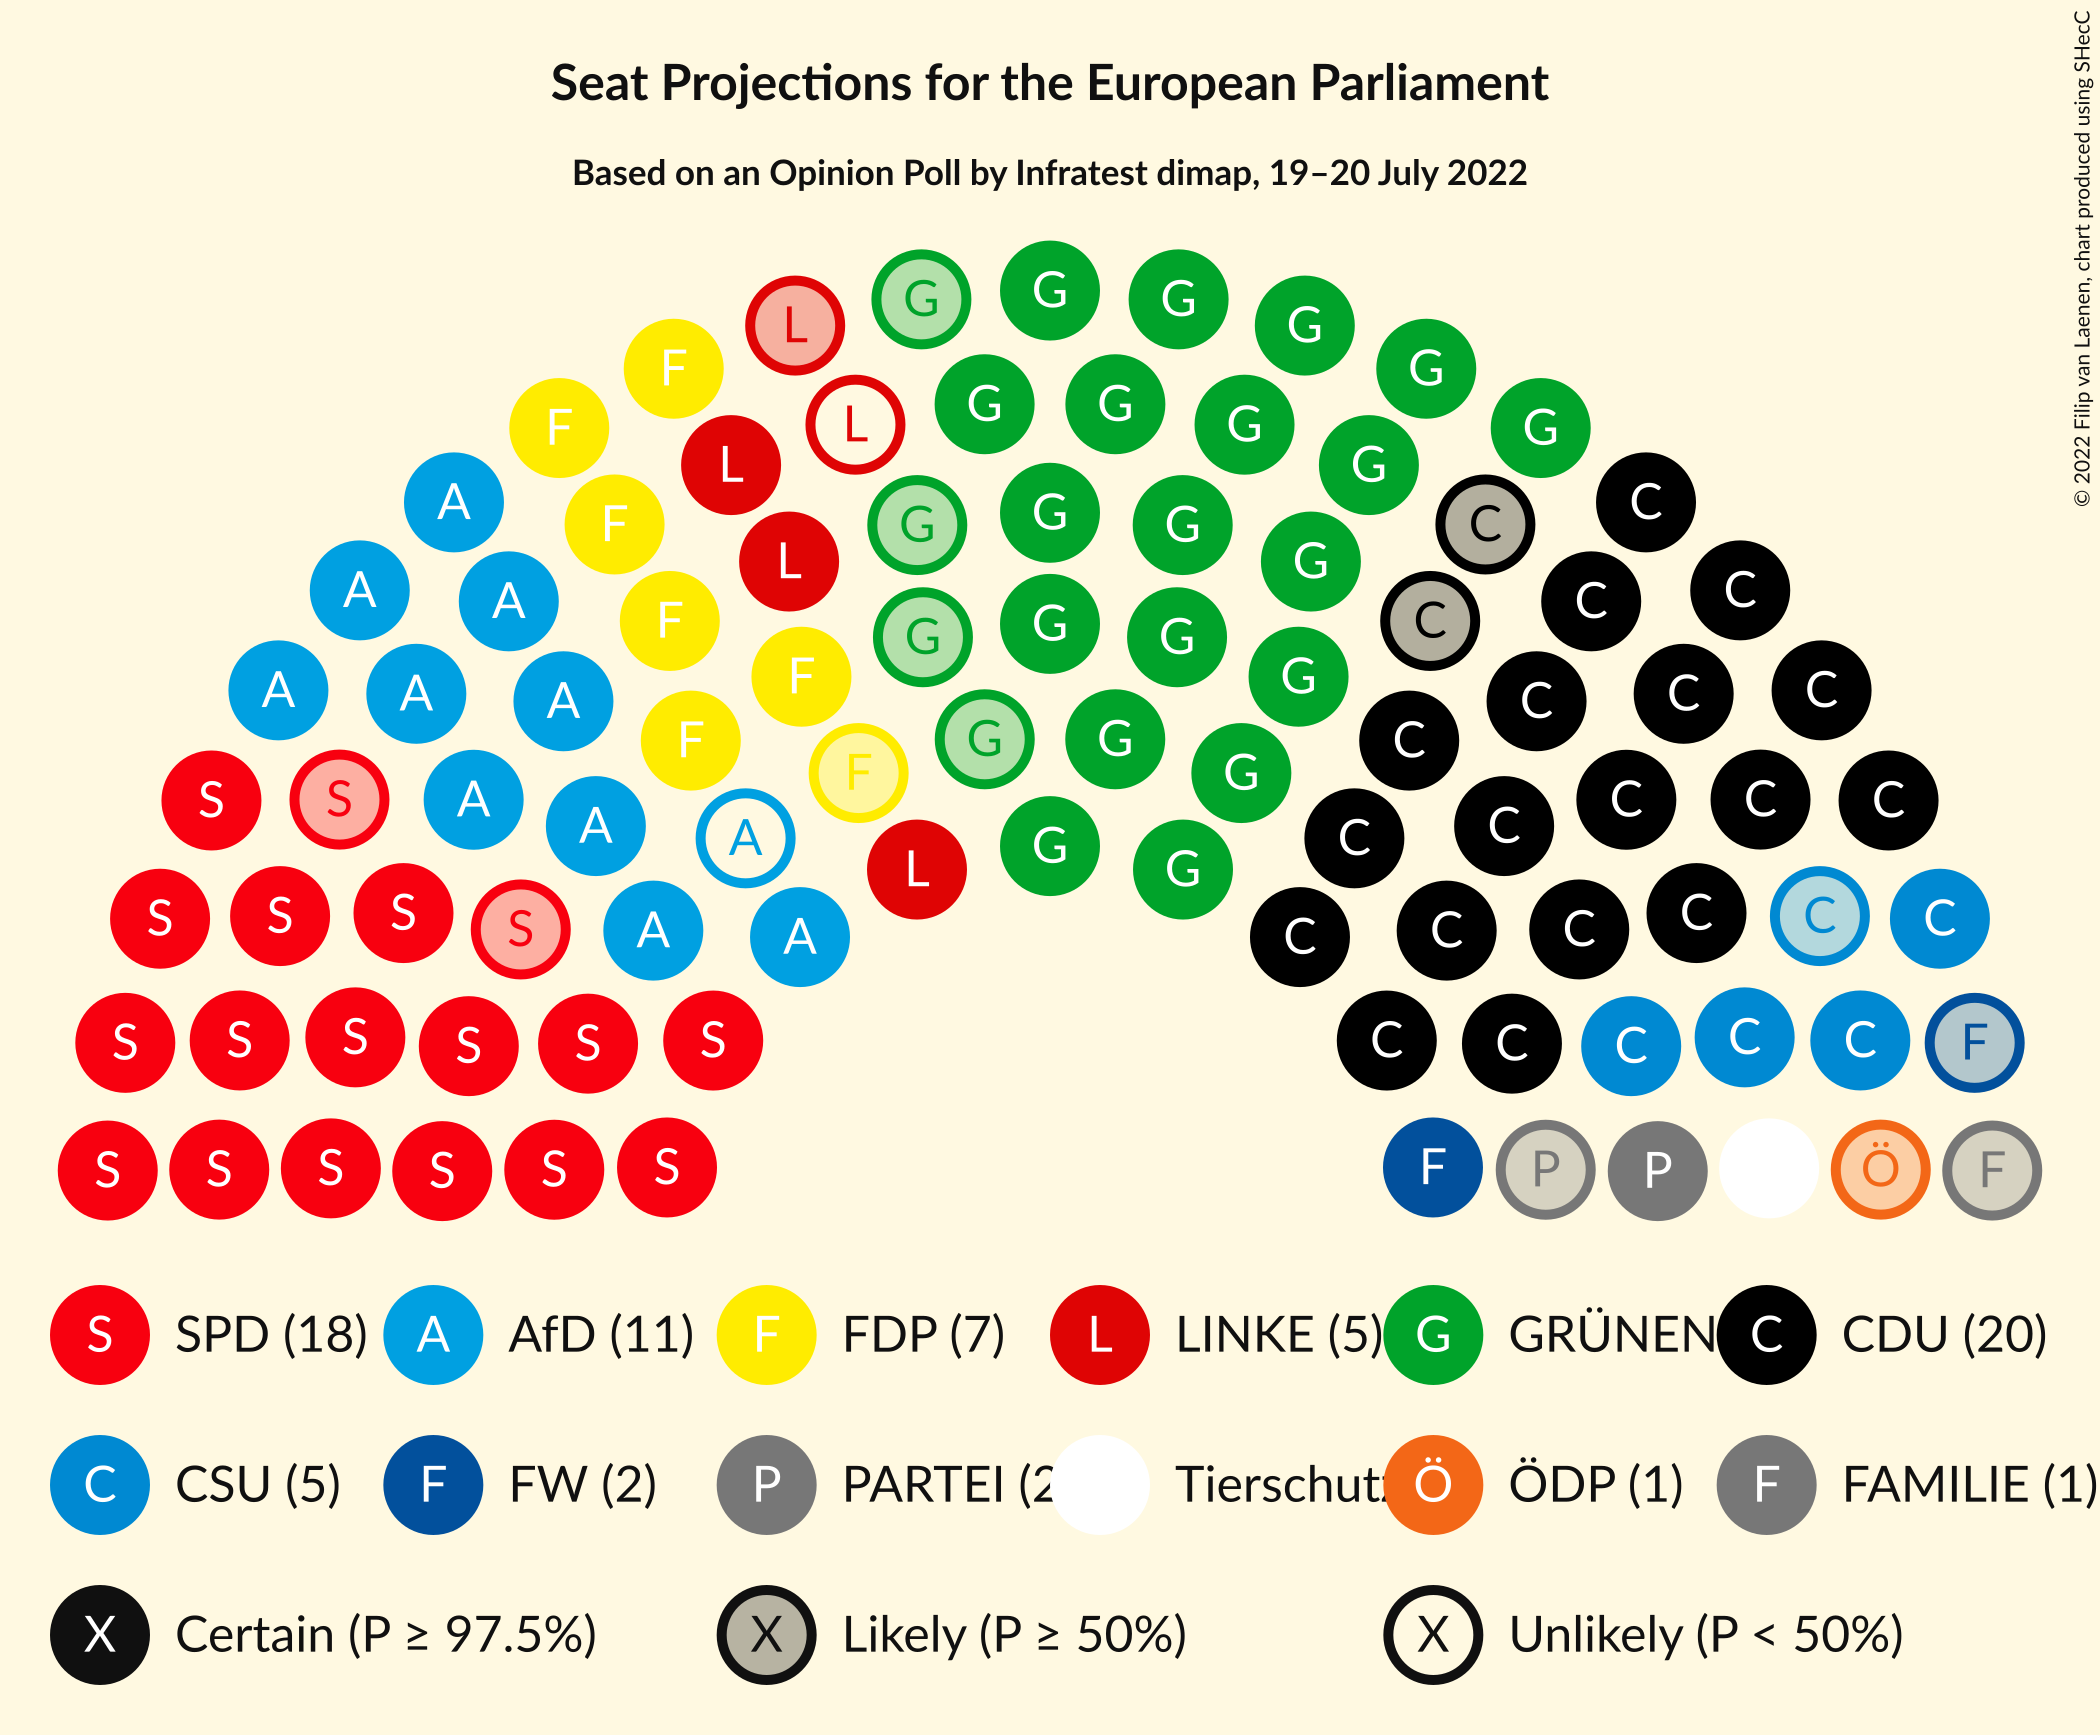 Seat Projections for the European Parliament
Based on an Opinion Poll by Infratest dimap, 19–20 July 2022
© 2022 Filip van Laenen, chart produced using SHecC
G G G G
L G
F G
L G G G
F G
A L G C C
F G G G
A F L G C C
A F C
A G G G G
F G C
A A A C C C
F G G C
S S A F G C C C
A A C C
S S S L G G C C C C
S A A C C C
S S S S S S C C C C C F
S S S S S S F P P Ö F
S SPD (18) A AfD (11) F FDP (7) L LINKE (5) G GRÜNEN C CDU (20)
C CSU (5) F FW (2) P PARTEI (2 Tierschutz Ö ÖDP (1) F FAMILIE (1)
X Certain (P ≥ 97.5%) X Likely (P ≥ 50%) X Unlikely (P < 50%)